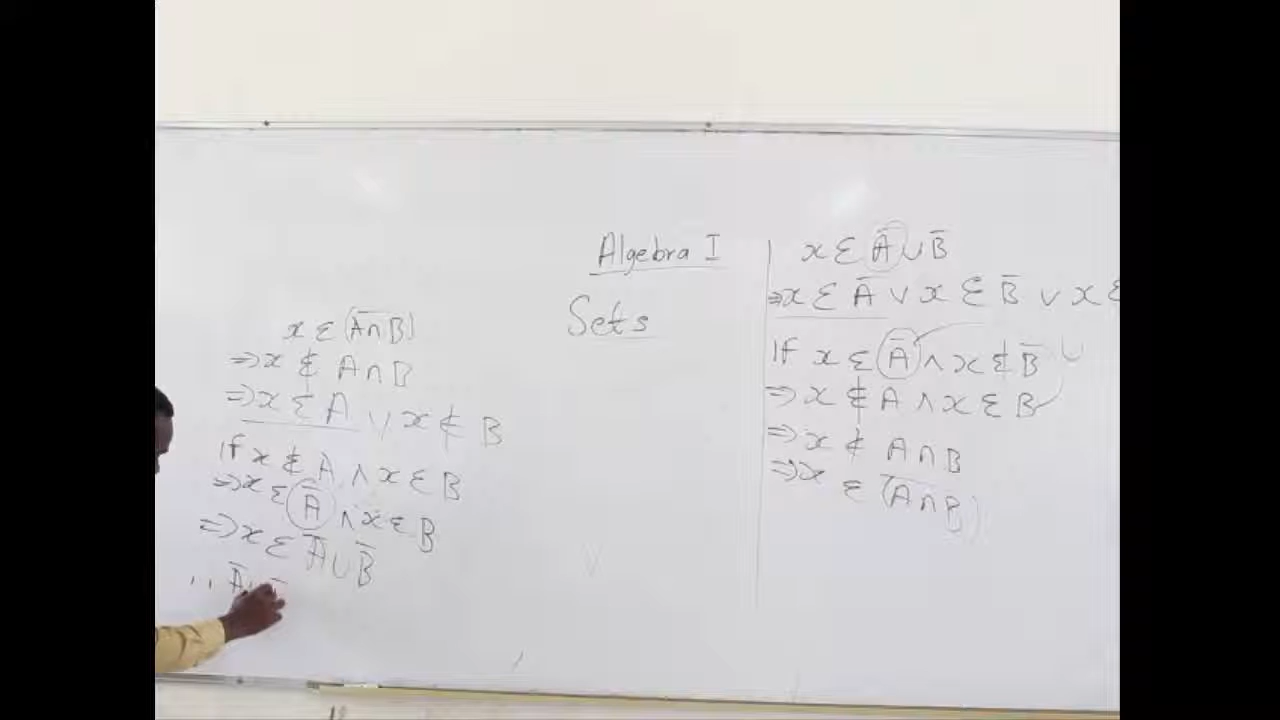 Algebra I
Sets
x ∈ (A̅∩̅B̅)
⇒x ∉ A∩B
⇒x ∉ A ∨ x ∉ B
If x ∉ A ∧ x ∈ B
⇒x ∈ A̅ ∧ x ∈ B
⇒x ∈ A̅∪B̅
∴ A̅
x ∈ A̅∪B̅
⇒x ∈ A̅ ∨ x ∈ B̅ ∨ x ∈
If x ∈ A̅ ∧ x ∉ B̅
⇒x ∉ A ∧ x ∈ B
⇒x ∉ A∩B
⇒x ∈ (A̅∩̅B̅)